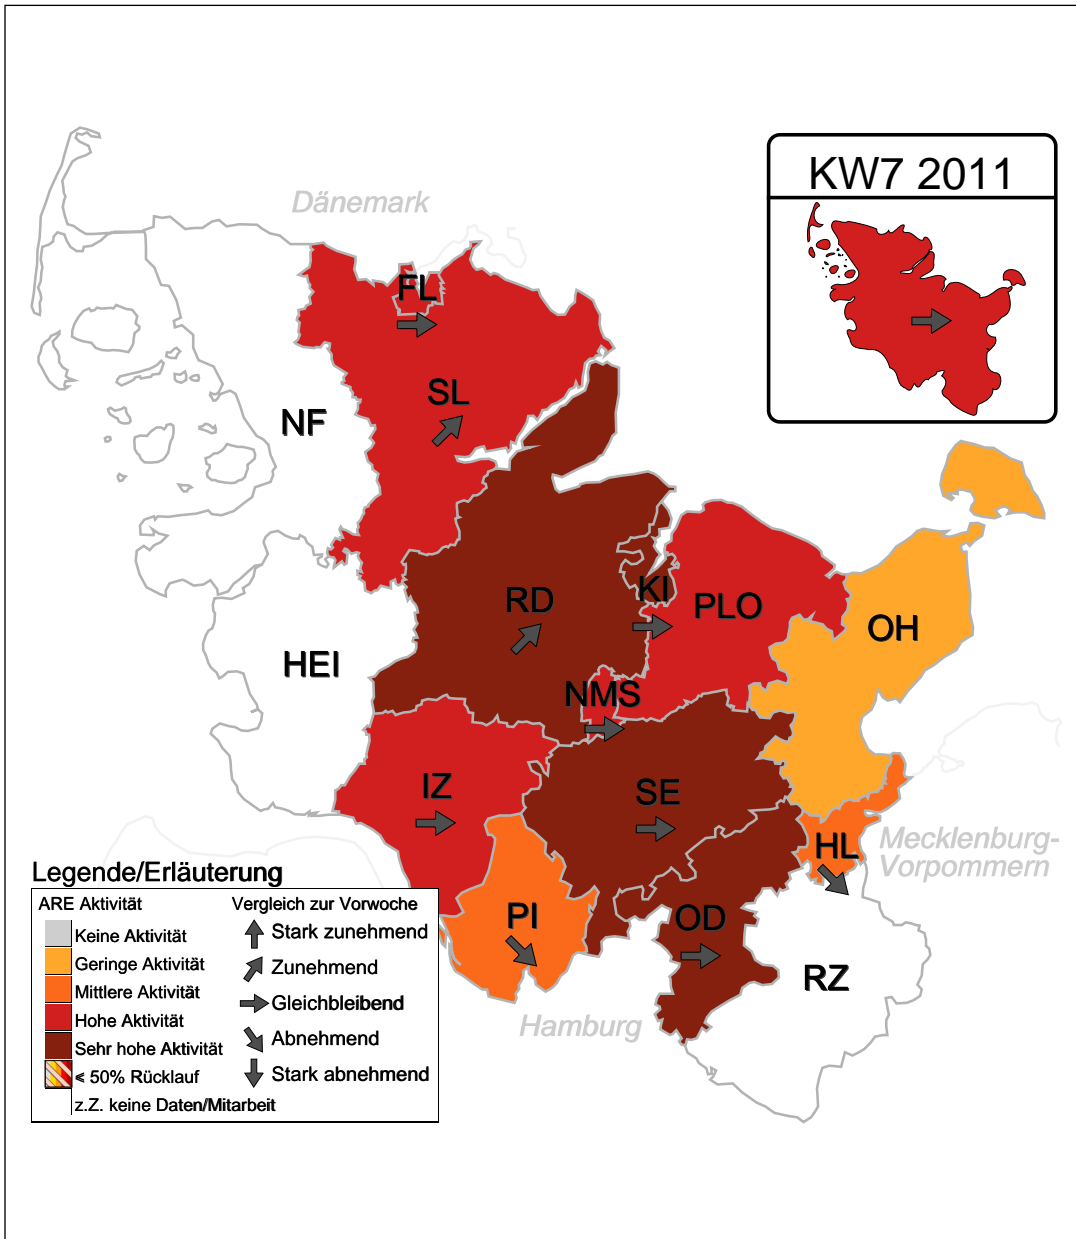 KW7 2011
Dänemark
FL
SL
NF
KI
RD
PLO
OH
HEI
NMS
IZ
SE
HL
Mecklenburg-
Vorpommern
PI
OD
RZ
Hamburg
Legende/Erläuterung
ARE Aktivität
Keine Aktivität
Geringe Aktivität
Mittlere Aktivität
Hohe Aktivität
Sehr hohe Aktivität
< 50% Rücklauf
z.Z. keine Daten/Mitarbeit
Vergleich zur Vorwoche
Stark zunehmend
Zunehmend
Gleichbleibend
Abnehmend
Stark abnehmend